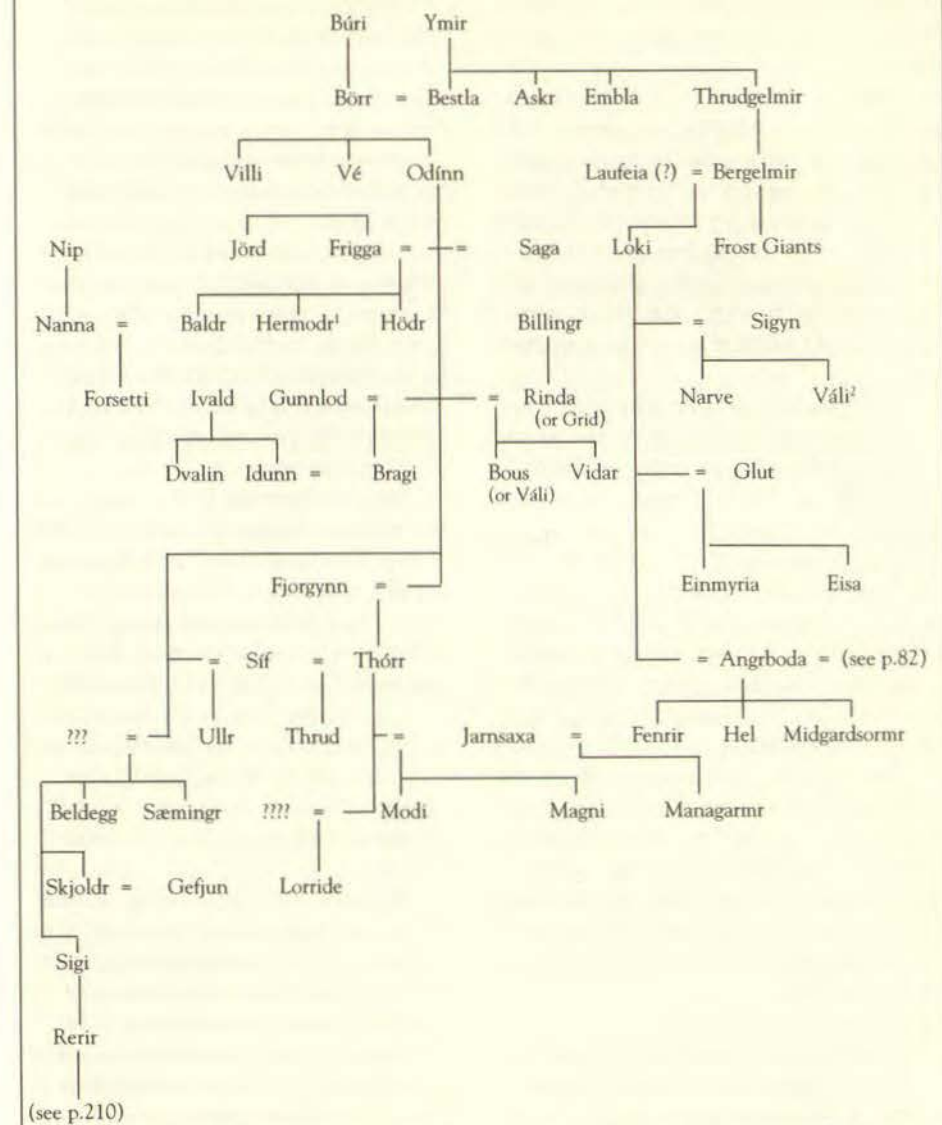 Búri Ymir
Börr = Bestla Askr Embla Thrudgelmir
Villi Vé Odínn Laufeia (?) = Bergelmir
Nip Jörd Frigga = = Saga Loki Frost Giants
Nanna = Baldr Hermodr¹ Hödr Billingr = Sigyn
Forsetti Ivald Gunnlod = = Rinda Narve Váli²
(or Grid)
Dvalin Idunn = Bragi Bous Vidar = Glut
(or Váli)
Fjorgynn = Einmyria Eisa
= Síf = Thórr = Angrboda = (see p.82)
??? = Ullr Thrud = Jarnsaxa = Fenrir Hel Midgardsormr
Beldegg Sæmingr ???? = Modi Magni Managarmr
Skjoldr = Gefjun Lorride
Sigi
Rerir
(see p.210)